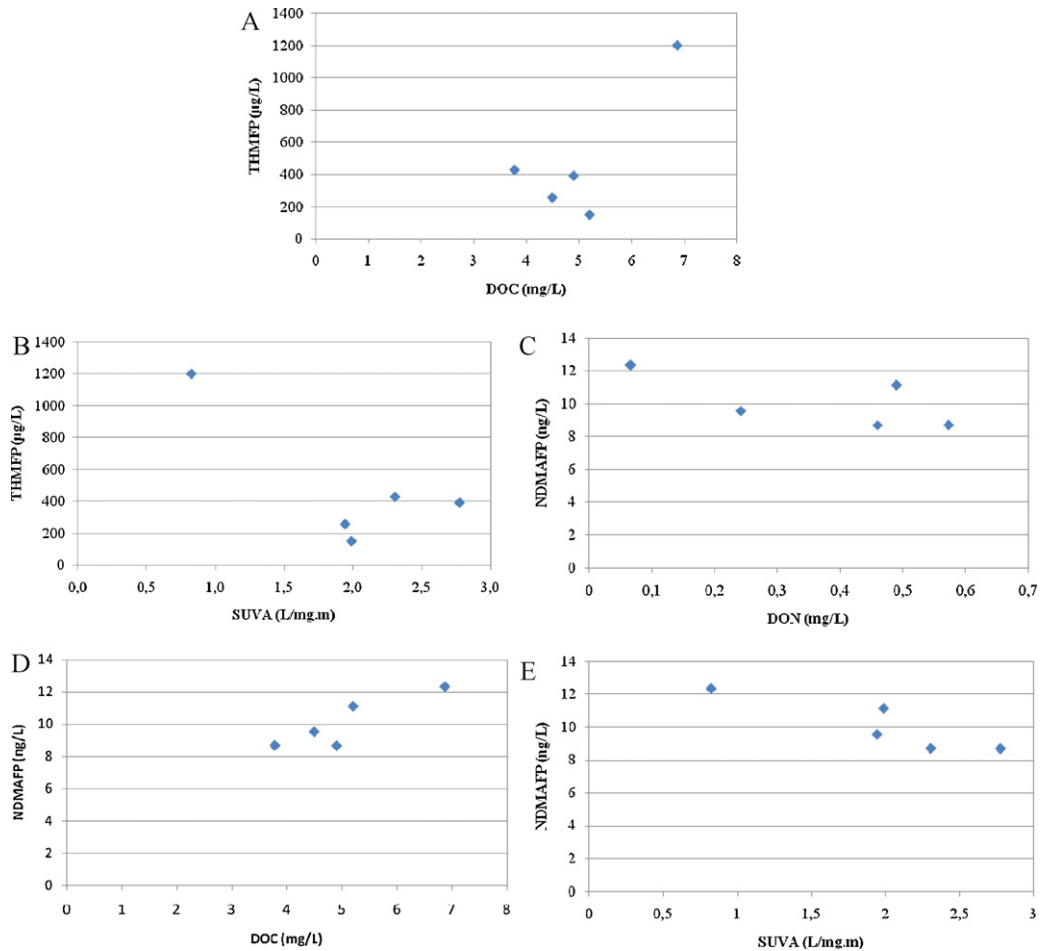 A
1400
1200
1000
800
600
400
200
0
THMFP (µg/L)
0 1 2 3 4 5 6 7 8
DOC (mg/L)
B
1400
1200
1000
800
600
400
200
0
THMFP (µg/L)
0,0 0,5 1,0 1,5 2,0 2,5 3,0
SUVA (L/mg.m)
C
14
12
10
8
6
4
2
0
NDMAFP (ng/L)
0 0,1 0,2 0,3 0,4 0,5 0,6 0,7
DON (mg/L)
D
14
12
10
8
6
4
2
0
NDMAFP (ng/L)
0 1 2 3 4 5 6 7 8
DOC (mg/L)
E
14
12
10
8
6
4
2
0
NDMAFP (ng/L)
0 0,5 1 1,5 2 2,5 3
SUVA (L/mg.m)